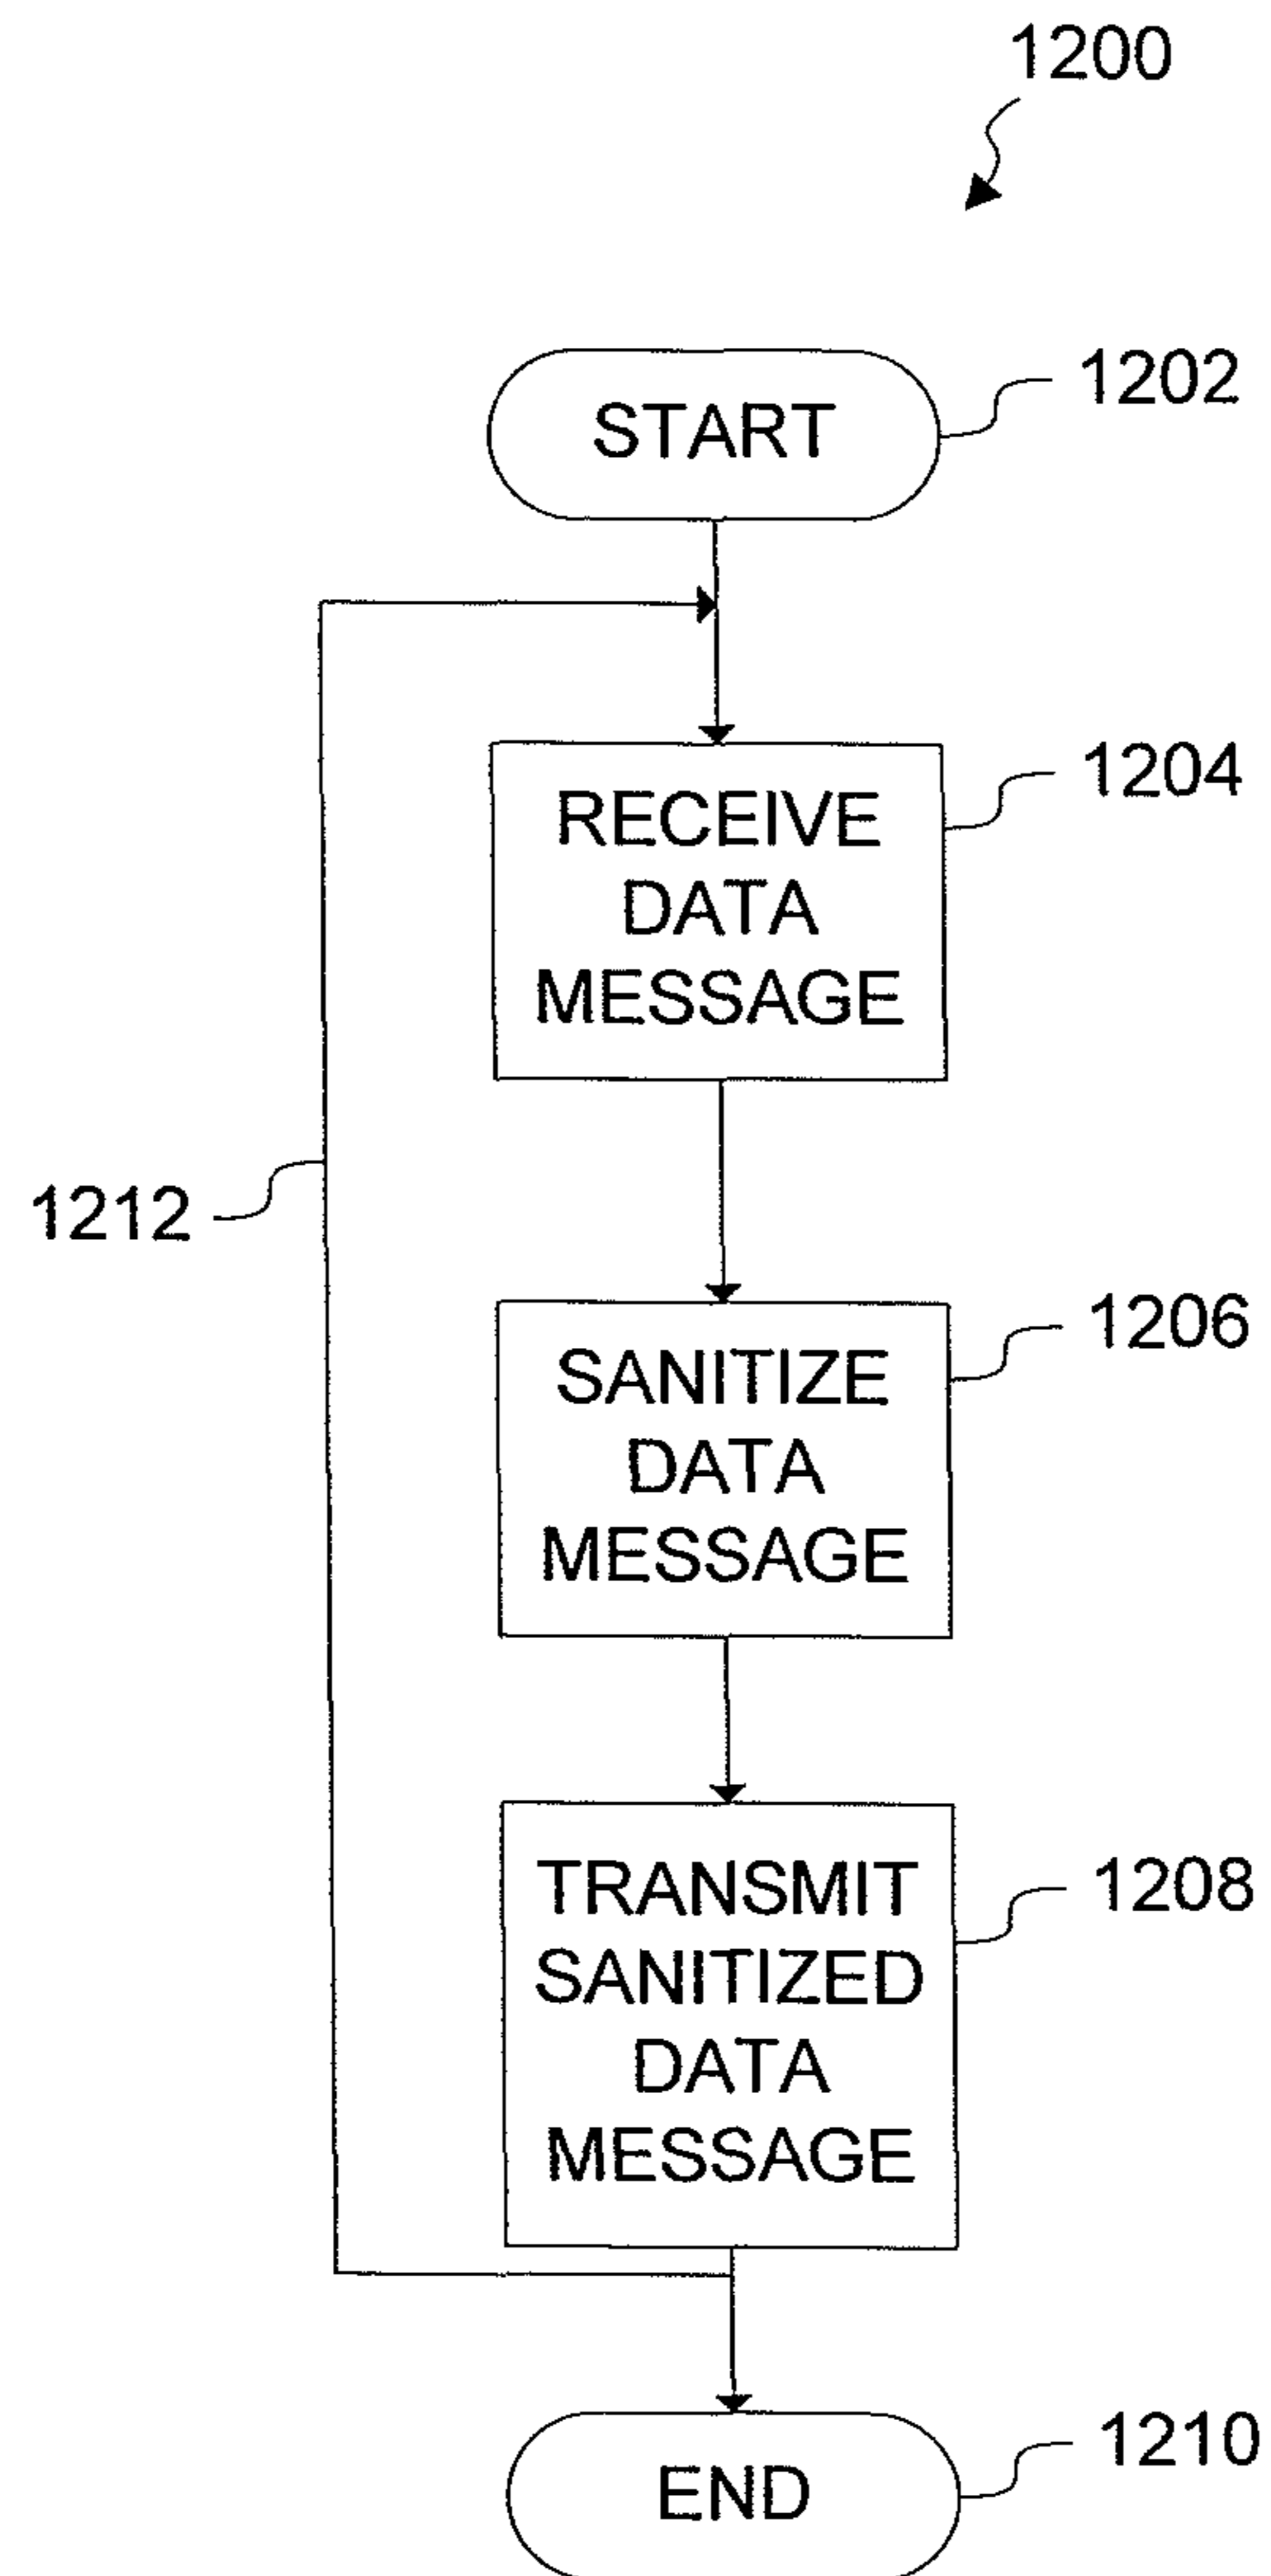 1200
START
1202
RECEIVE
DATA
MESSAGE
1204
1212
SANITIZE
DATA
MESSAGE
1206
TRANSMIT
SANITIZED
DATA
MESSAGE
1208
END
1210